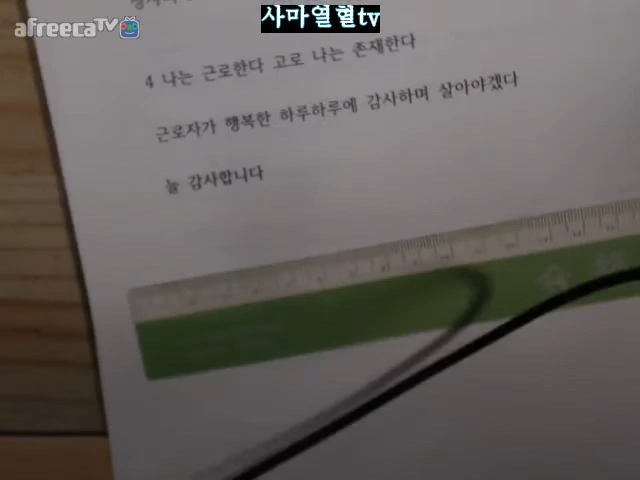 afreecaTV
사마열혈tv
4 나는 근로한다 고로 나는 존재한다
근로자가 행복한 하루하루에 감사하며 살아야겠다
늘 감사합니다